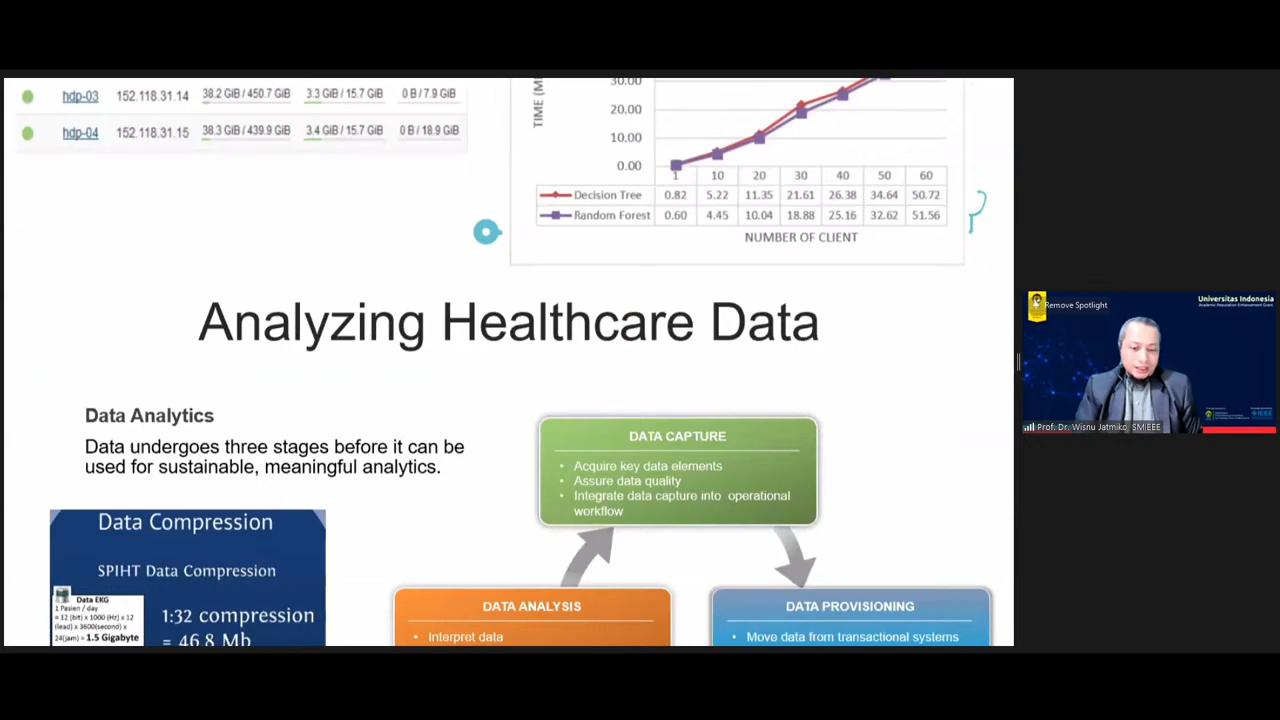 hdp-03 152.118.31.14 38.2 GiB / 450.7 GiB 3.3 GiB / 15.7 GiB 0 B / 7.9 GiB
hdp-04 152.118.31.15 38.3 GiB / 439.9 GiB 3.4 GiB / 15.7 GiB 0 B / 18.9 GiB
TIME (M
30.00
20.00
10.00
0.00
1 10 20 30 40 50 60
Decision Tree 0.82 5.22 11.35 21.61 26.38 34.64 50.72
Random Forest 0.60 4.45 10.04 18.88 25.16 32.62 51.56
NUMBER OF CLIENT
Analyzing Healthcare Data
Data Analytics
Data undergoes three stages before it can be
used for sustainable, meaningful analytics.
Data Compression
SPIHT Data Compression
Data EKG
1 Pasien / day
= 12 (bit) x 1000 (Hz) x 12
(lead) x 3600(second) x
24(jam) = 1.5 Gigabyte
1:32 compression
= 46.8 Mb
DATA CAPTURE
• Acquire key data elements
• Assure data quality
• Integrate data capture into operational
workflow
DATA ANALYSIS
• Interpret data
DATA PROVISIONING
• Move data from transactional systems
Remove Spotlight
Universitas Indonesia
Academic Reputation Enhancement Grant
IEEE
Prof. Dr. Wisnu Jatmiko, SMIEEE